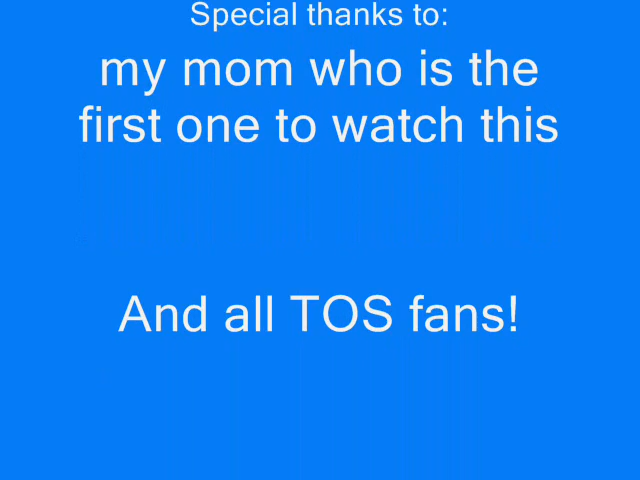 Special thanks to:
my mom who is the
first one to watch this
And all TOS fans!